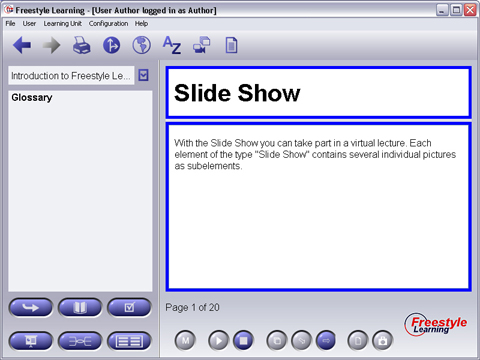 Freestyle Learning - [User Author logged in as Author]
File User Learning Unit Configuration Help
AZ
Introduction to Freestyle Le...
Glossary
Slide Show
With the Slide Show you can take part in a virtual lecture. Each
element of the type "Slide Show" contains several individual pictures
as subelements.
Page 1 of 20
M
Freestyle
Learning